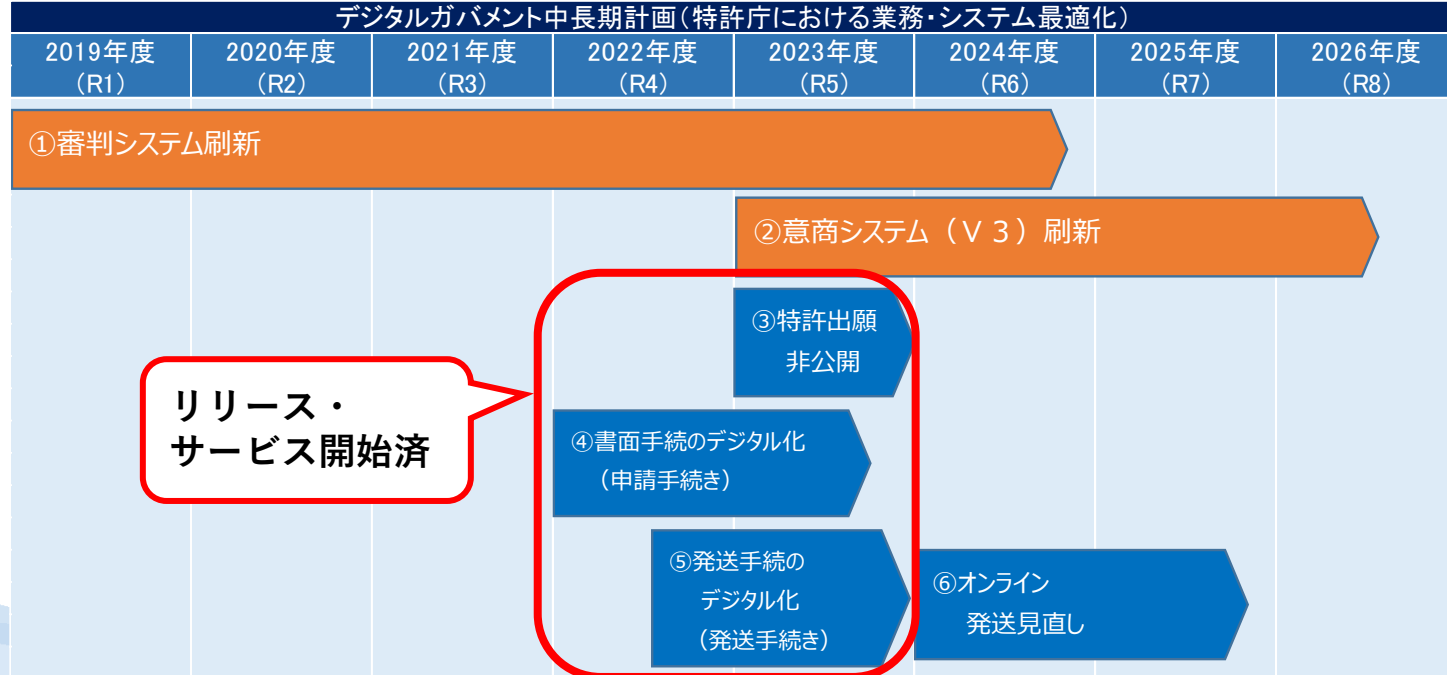 デジタルガバメント中長期計画（特許庁における業務・システム最適化）
2019年度 2020年度 2021年度 2022年度 2023年度 2024年度 2025年度 2026年度
（R1） （R2） （R3） （R4） （R5） （R6） （R7） （R8）
①審判システム刷新
②意商システム（Ｖ３）刷新
③特許出願
非公開
リリース・
サービス開始済
④書面手続のデジタル化
（申請手続き）
⑤発送手続の
デジタル化
（発送手続き）
⑥オンライン
発送見直し